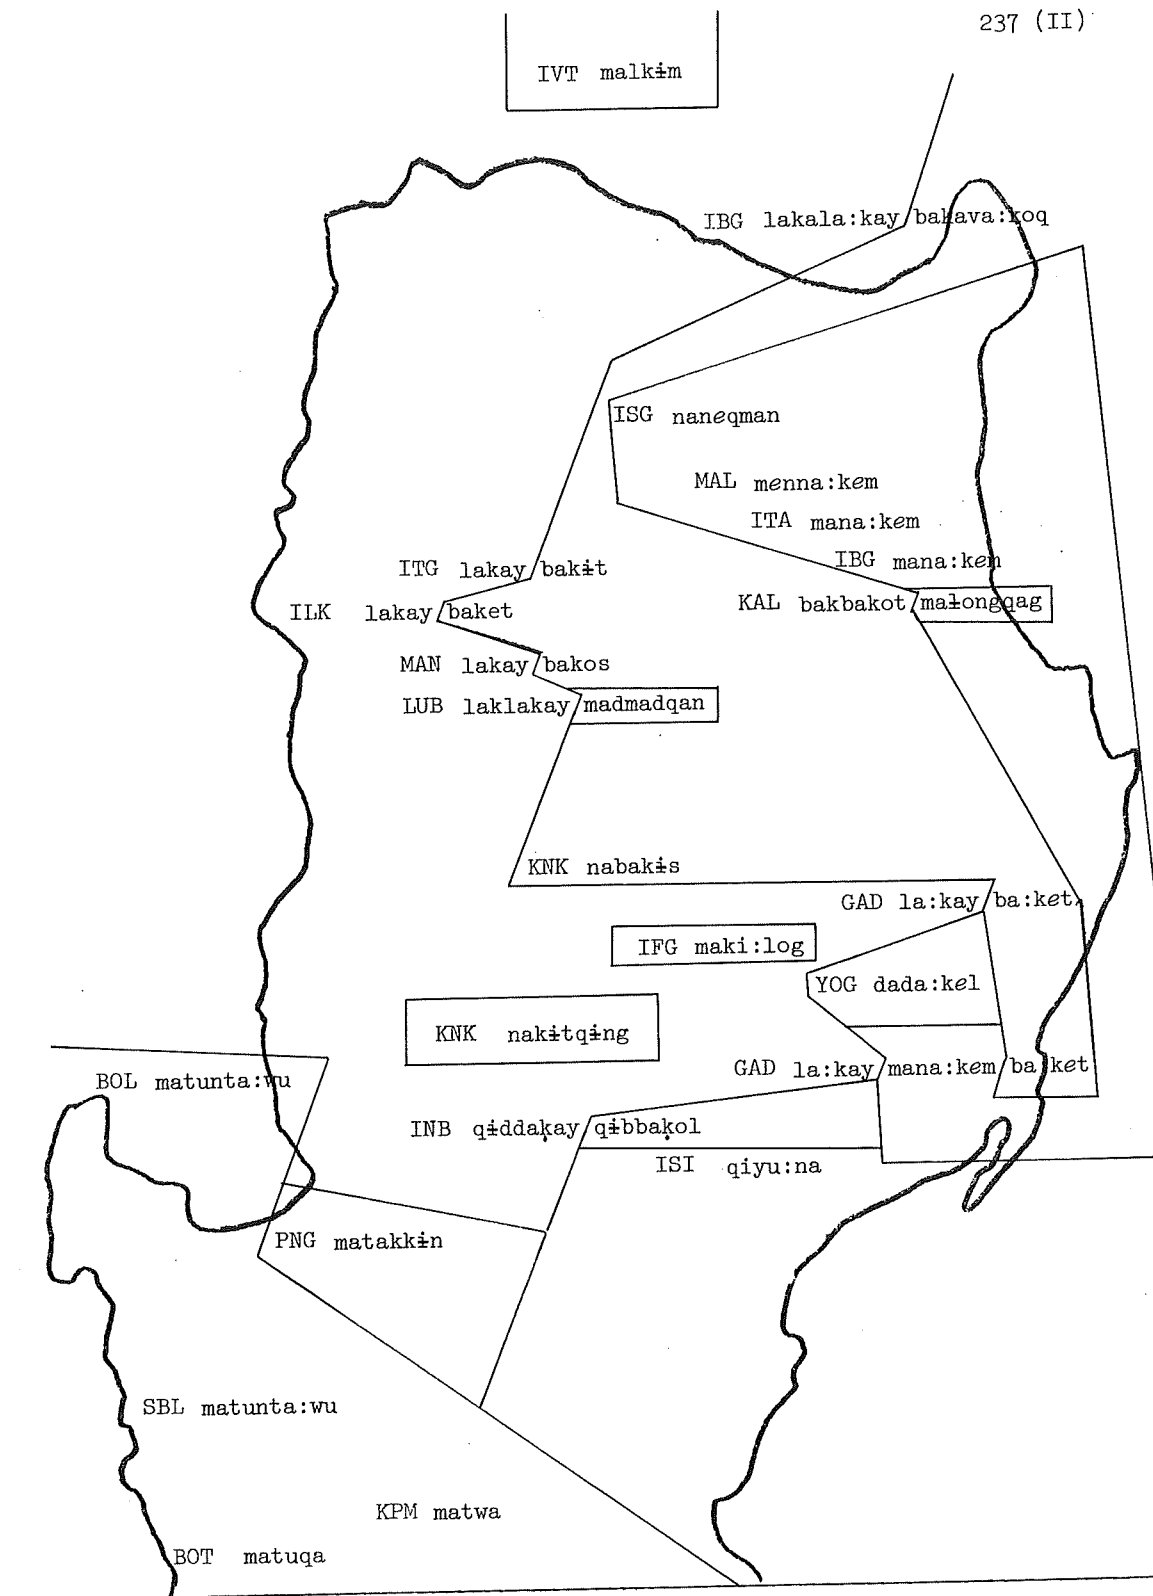 237 (II)
IVT malkɨm
IBG lakala:kay bakava:koq
ISG naneqman
MAL menna:kem
ITA mana:kem
IBG mana:kem
ITG lakay bakɨt
KAL bakbakot małongqag
ILK lakay baket
MAN lakay bakos
LUB laklakay madmadqan
KNK nabakɨs
GAD la:kay ba:ket
IFG maki:log
YOG dada:kel
KNK nakɨtqɨng
GAD la:kay mana:kem ba:ket
BOL matunta:wu
INB qɨddaḳay qɨbbaḳol
ISI qiyu:na
PNG matakkɨn
SBL matunta:wu
KPM matwa
BOT matuqa